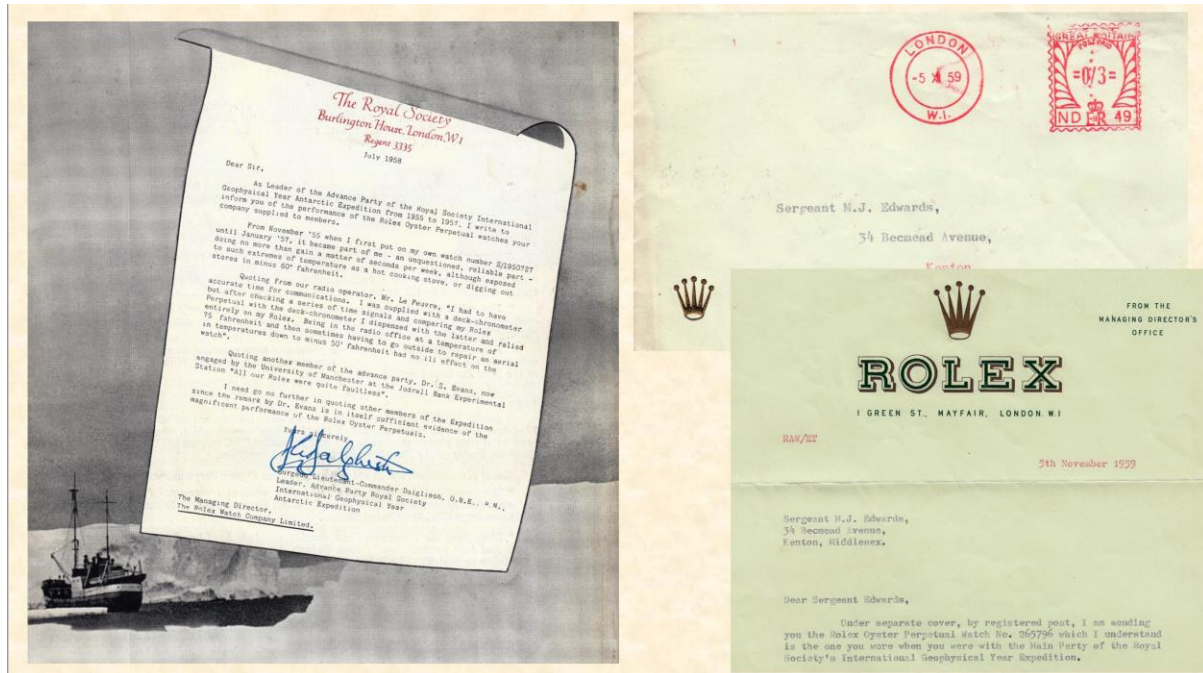 The Royal Society
Burlington House, London, W.1
Regent 3335
July 1958
Dear Sir,
As Leader of the Advance Party of the Royal Society International
Geophysical Year Antarctic Expedition from 1955 to 1957, I write to
inform you of the performance of the Rolex Oyster Perpetual watches your
company supplied to members.
From November '55 when I first put on my own watch number S/1950727
until January '57, it became part of me - an unquestioned, reliable part -
doing no more than gain a matter of seconds per week, although exposed
to such extremes of temperature as a hot cooking stove, or digging out
stores in minus 60° fahrenheit.
Quoting from our radio operator, Mr. Le Feuvre, "I had to have
accurate time for communications. I was supplied with a deck-chronometer
but after checking a series of time signals and comparing my Rolex
Perpetual with the deck-chronometer I dispensed with the latter and relied
entirely on my Rolex. Being in the radio office at a temperature of
75 fahrenheit and then sometimes having to go outside to repair an aerial
in temperatures down to minus 50° fahrenheit had no ill effect on the
watch".
Quoting another member of the advance party, Dr. S. Evans, now
engaged by the University of Manchester at the Jodrell Bank Experimental
Station "All our Rolex were quite faultless".
I need go no further in quoting other members of the Expedition
since the remark by Dr. Evans is in itself sufficient evidence of the
magnificent performance of the Rolex Oyster Perpetuals.
Yours sincerely,
Surgeon Lieutenant-Commander Dalgliesh, O.B.E., R.N.,
Leader, Advance Party Royal Society
International Geophysical Year
Antarctic Expedition
The Managing Director,
The Rolex Watch Company Limited.
LONDON
-5 XI 59
W.1.
GREAT BRITAIN
POSTAGE
=0/3=
E R
ND 49
Sergeant M.J. Edwards,
34 Becmead Avenue,
Kenton
FROM THE
MANAGING DIRECTOR'S
OFFICE
ROLEX
1 GREEN ST., MAYFAIR, LONDON. W.1
RAW/ET
5th November 1959
Sergeant M.J. Edwards,
34 Becmead Avenue,
Kenton, Middlesex.
Dear Sergeant Edwards,
Under separate cover, by registered post, I am sending
you the Rolex Oyster Perpetual Watch No. 265796 which I understand
is the one you wore when you were with the Main Party of the Royal
Society's International Geophysical Year Expedition.